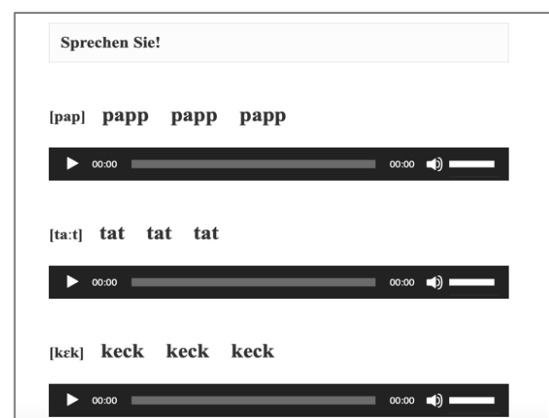 Sprechen Sie!
[pap] papp papp papp
00:00 00:00
[ta:t] tat tat tat
00:00 00:00
[kɛk] keck keck keck
00:00 00:00